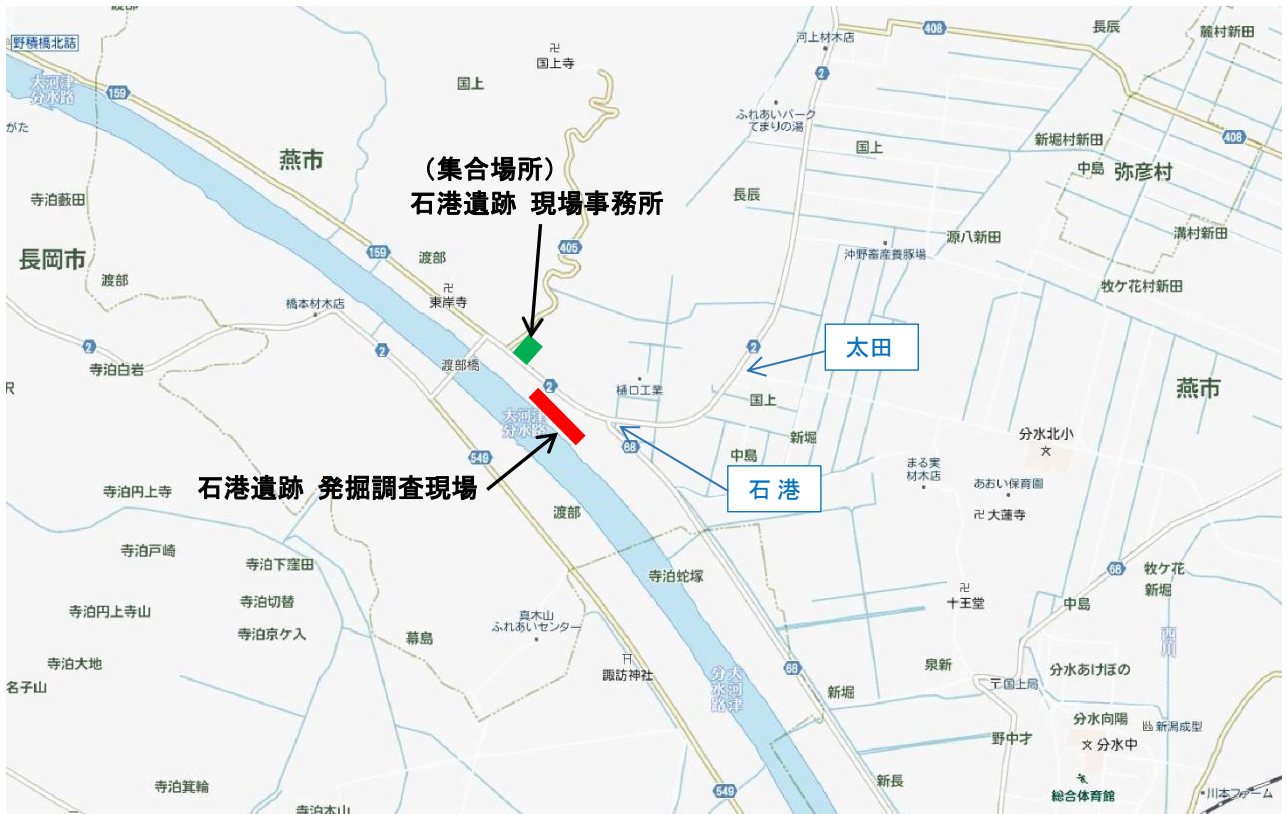 野積橋北詰
大河津
分水路
159
がた
燕市
寺泊藪田
長岡市
渡部
国上
卍
国上寺
(集合場所)
石港遺跡 現場事務所
159
渡部
405
卍
東岸寺
橋本材木店
2
寺泊白岩
2
渡部橋
沢
河上材木店
408
2
長辰
麓村新田
ふれあいパーク
てまりの湯
国上
新堀村新田
408
中島
弥彦村
長辰
源八新田
溝村新田
沖野畜産養豚場
牧ケ花村新田
2
太田
燕市
2
樋口工業
国上
大河津
分水路
68
新堀
中島
分水北小
文
石港
まる実
材木店
あおい保育園
卍大蓮寺
549
石港遺跡 発掘調査現場
寺泊円上寺
渡部
寺泊戸崎
寺泊下窪田
寺泊蛇塚
68
牧ケ花
新堀
寺泊切替
寺泊円上寺山
卍
十王堂
中島
真木山
ふれあいセンター
寺泊京ケ入
幕島
西川
寺泊大地
名子山
諏訪神社
大河津
分水路
68
新堀
泉新
〒国上局
分水あけぼの
分水向陽
新潟成型
野中才
文分水中
寺泊箕輪
549
新長
総合体育館
川本ファーム
寺泊本山